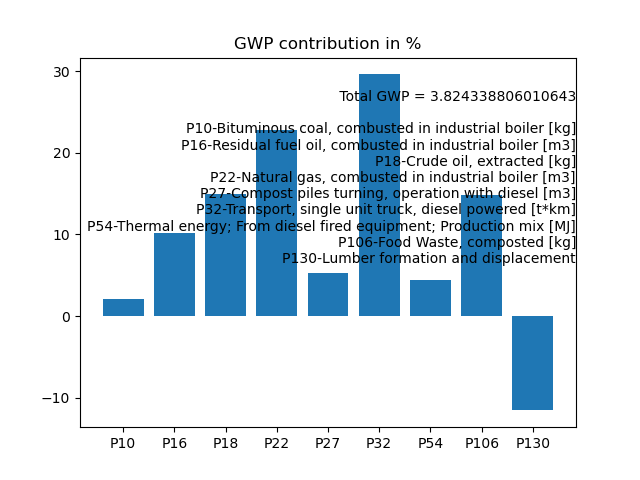 GWP contribution in %
30
Total GWP = 3.824338806010643
P10-Bituminous coal, combusted in industrial boiler [kg]
P16-Residual fuel oil, combusted in industrial boiler [m3]
20
P18-Crude oil, extracted [kg]
P22-Natural gas, combusted in industrial boiler [m3]
P27-Compost piles turning, operation with diesel [m3]
P32-Transport, single unit truck, diesel powered [t*km]
P54-Thermal energy; From diesel fired equipment; Production mix [MJ]
10
P106-Food Waste, composted [kg]
P130-Lumber formation and displacement
0
−10
P10 P16 P18 P22 P27 P32 P54 P106 P130